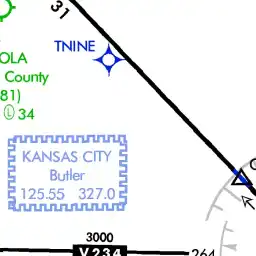 31
TNINE
OLA
County
81)
Ⓛ 34
KANSAS CITY
Butler
125.55 327.0
3000
V234
264